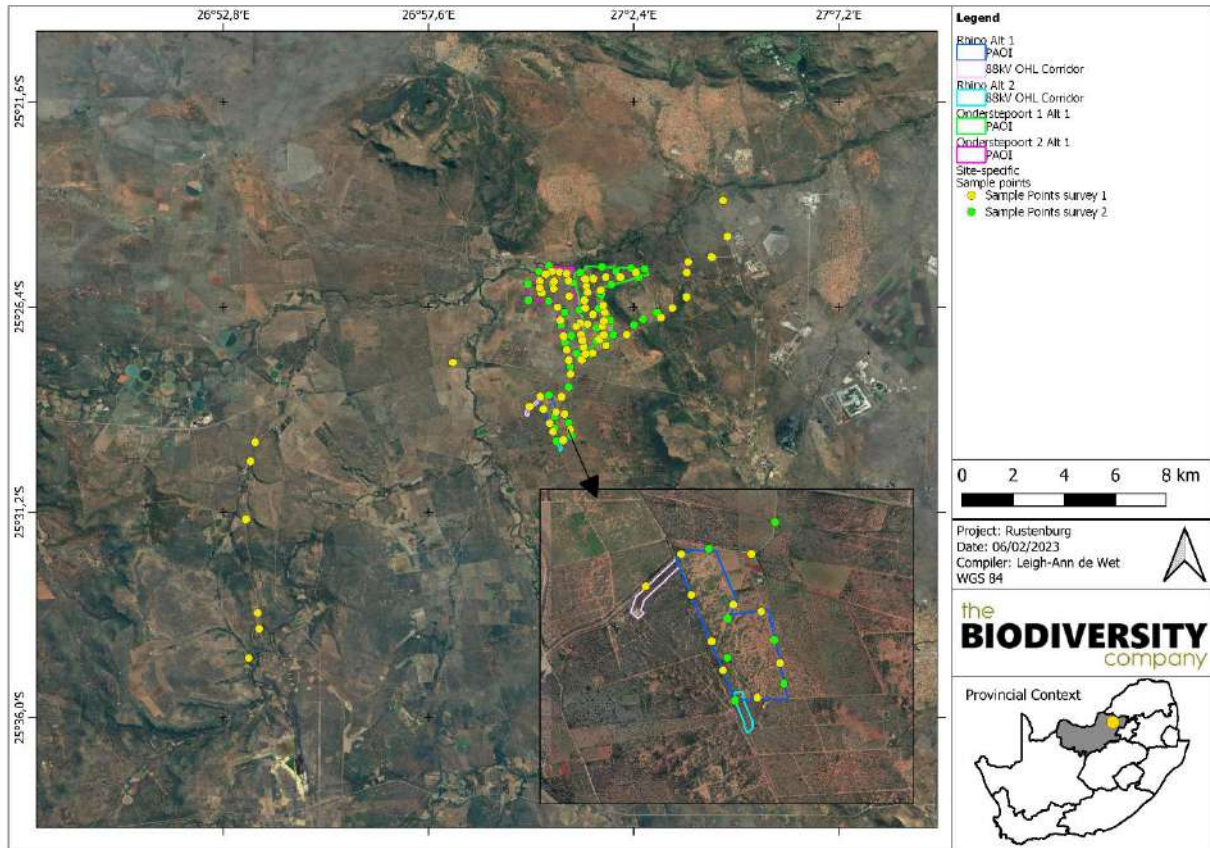 26°52,8'E 26°57,6'E 27°2,4'E 27°7,2'E
25°21,6'S
25°26,4'S
25°31,2'S
25°36,0'S
Legend
Rhino Alt 1
PAOI
88kV OHL Corridor
Rhino Alt 2
88kV OHL Corridor
Onderstepoort 1 Alt 1
PAOI
Onderstepoort 2 Alt 1
PAOI
Site-specific
Sample points
Sample Points survey 1
Sample Points survey 2
0 2 4 6 8 km
Project: Rustenburg
Date: 06/02/2023
Compiler: Leigh-Ann de Wet
WGS 84
the
BIODIVERSITY
company
Provincial Context